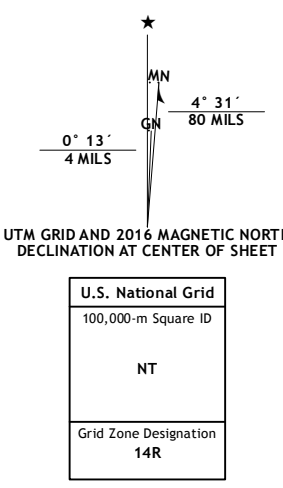 ★
MN
4° 31´
80 MILS
GN
0° 13´
4 MILS
UTM GRID AND 2016 MAGNETIC NORTH
DECLINATION AT CENTER OF SHEET
U.S. National Grid
100,000-m Square ID
NT
Grid Zone Designation
14R